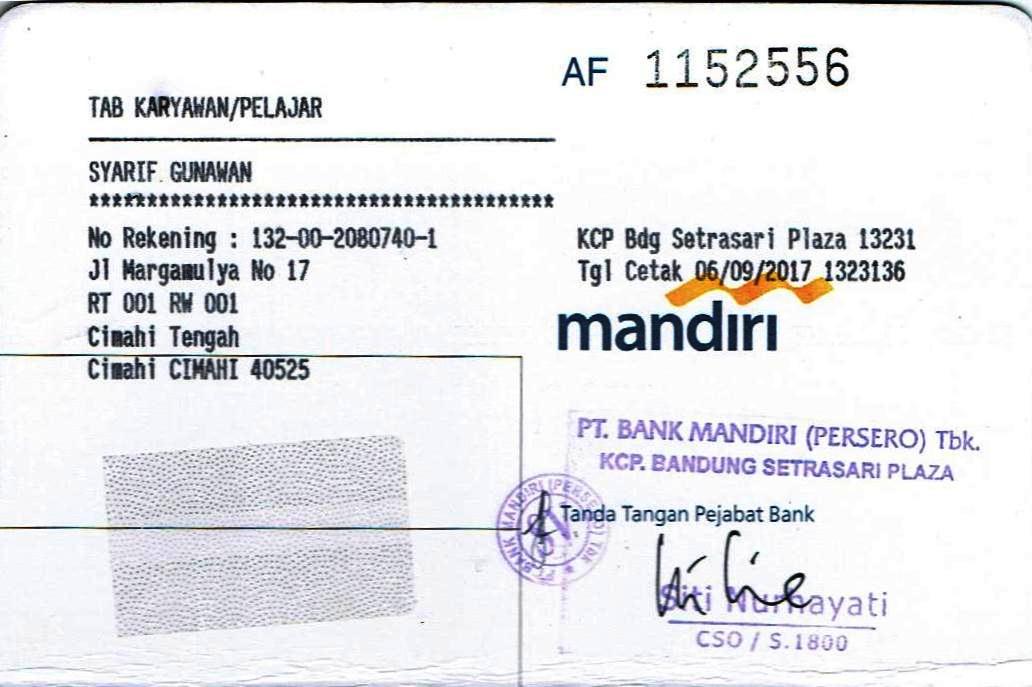 AF 1152556
TAB KARYAWAN/PELAJAR
SYARIF GUNAWAN
****************************************
No Rekening : 132-00-2080740-1
Jl Margamulya No 17
RT 001 RW 001
Cimahi Tengah
Cimahi CIMAHI 40525
KCP Bdg Setrasari Plaza 13231
Tgl Cetak 06/09/2017 1323136
mandiri
PT. BANK MANDIRI (PERSERO) Tbk.
KCP. BANDUNG SETRASARI PLAZA
PT. BANK MANDIRI (PERSERO) Tbk
Tanda Tangan Pejabat Bank
Siti Nurhayati
CSO / S.1800